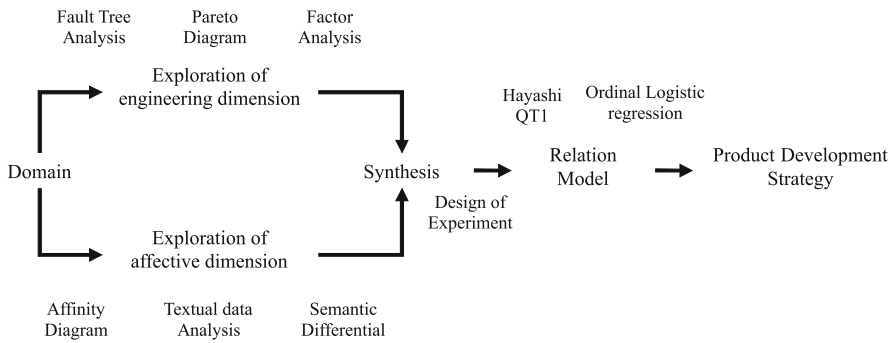 Fault Tree
Analysis
Pareto
Diagram
Factor
Analysis
Exploration of
engineering dimension
Hayashi
QT1
Ordinal Logistic
regression
Domain
Synthesis
Relation
Model
Product Development
Strategy
Design of
Experiment
Exploration of
affective dimension
Affinity
Diagram
Textual data
Analysis
Semantic
Differential